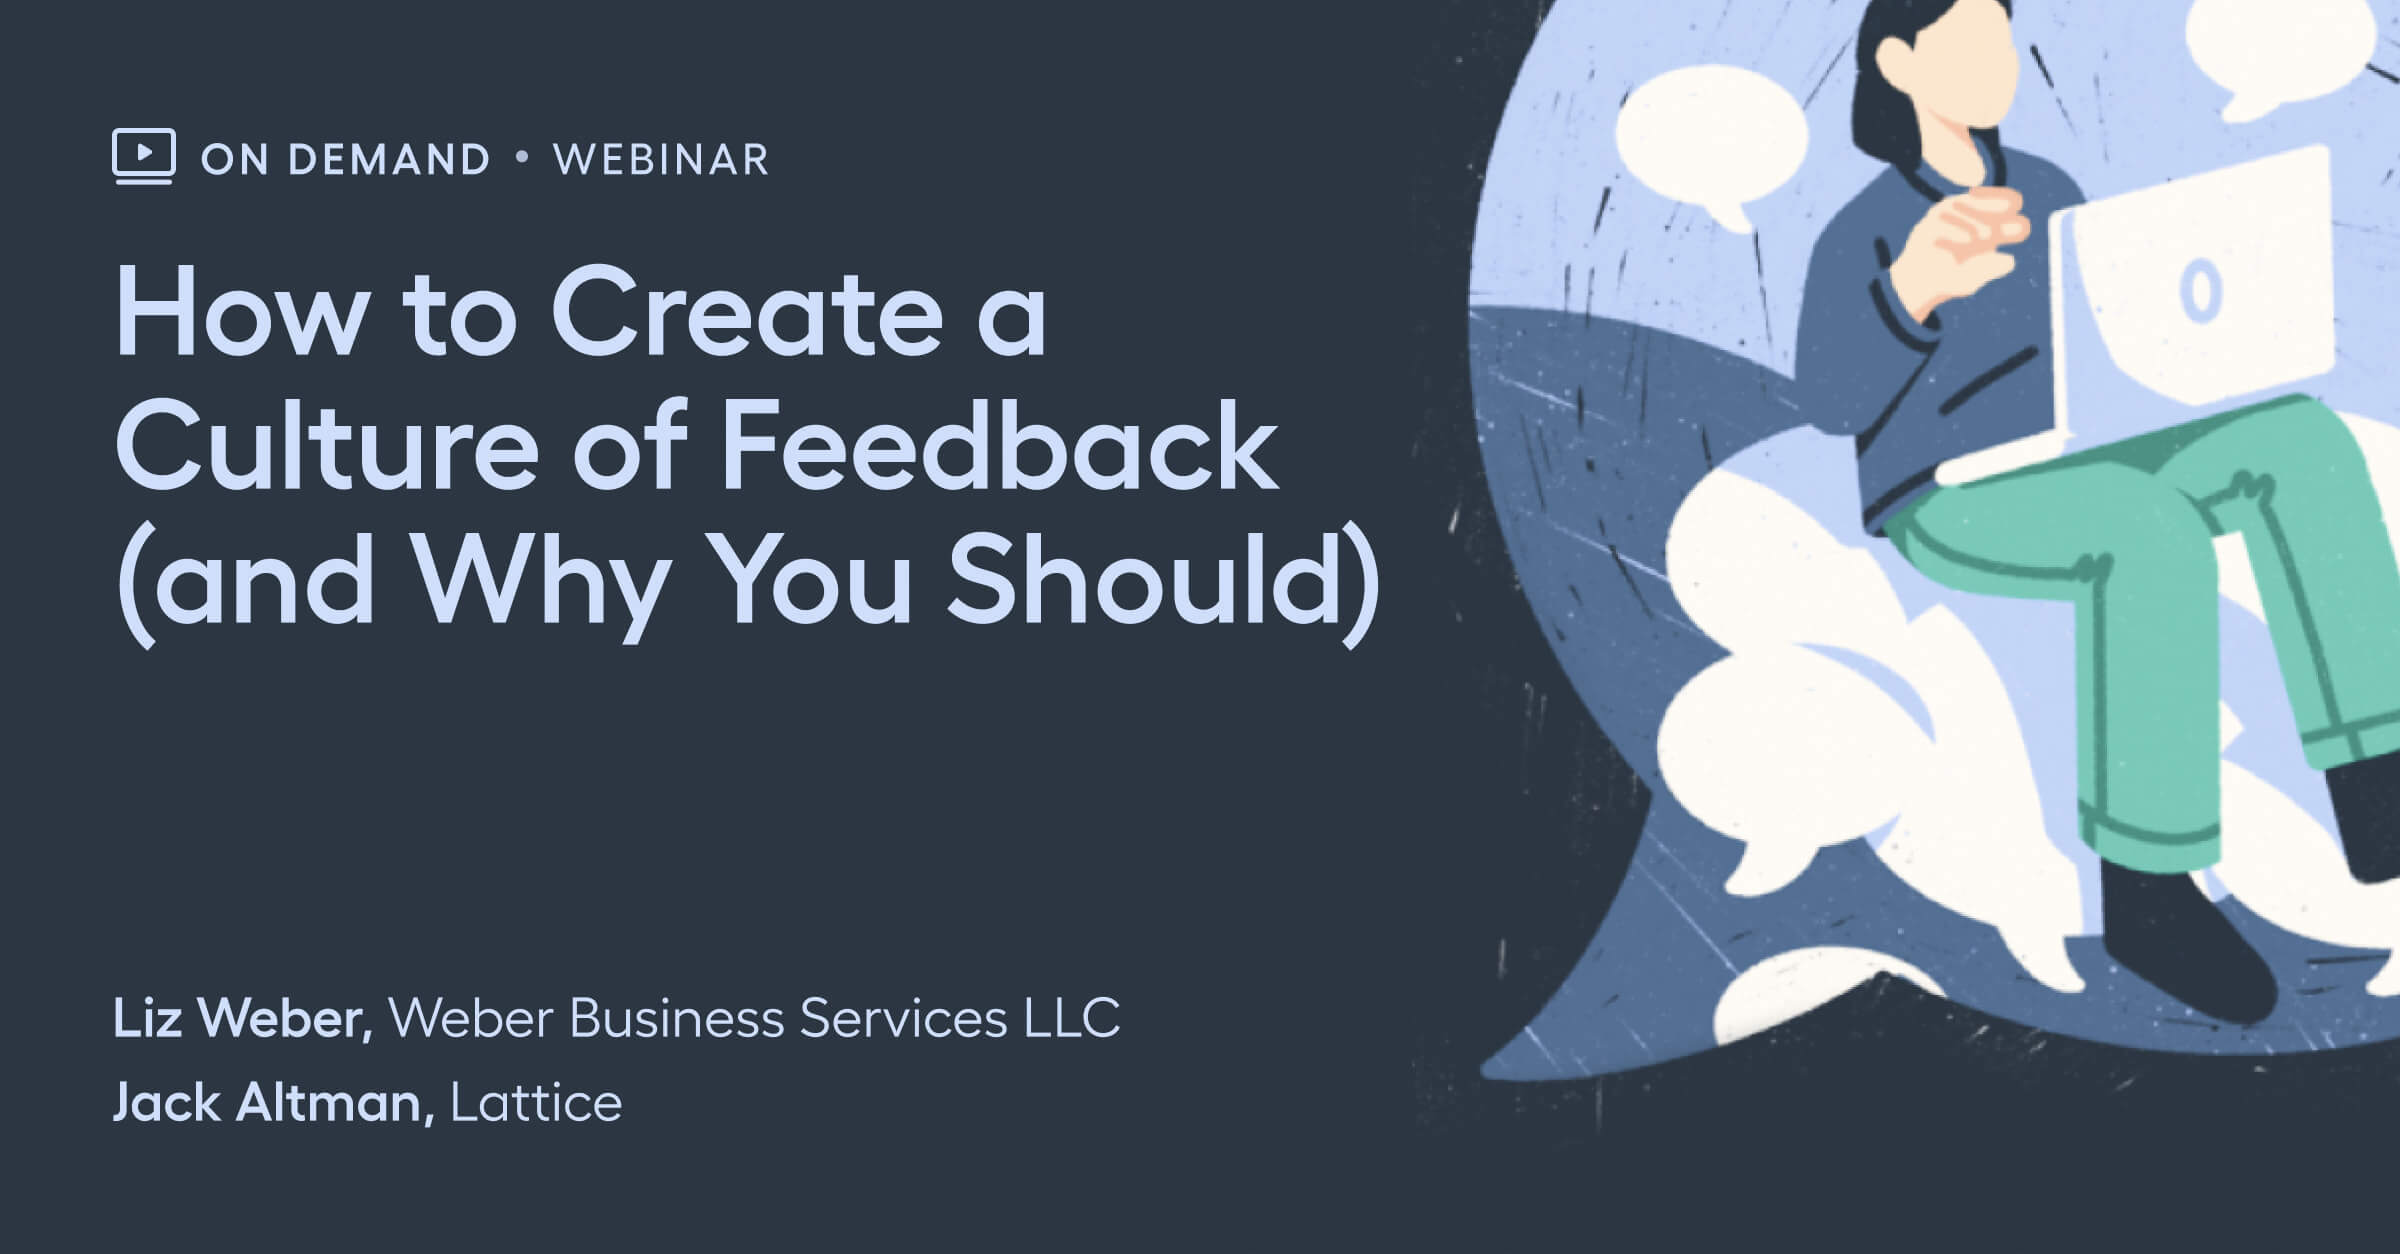 ON DEMAND • WEBINAR
How to Create a
Culture of Feedback
(and Why You Should)
Liz Weber, Weber Business Services LLC
Jack Altman, Lattice